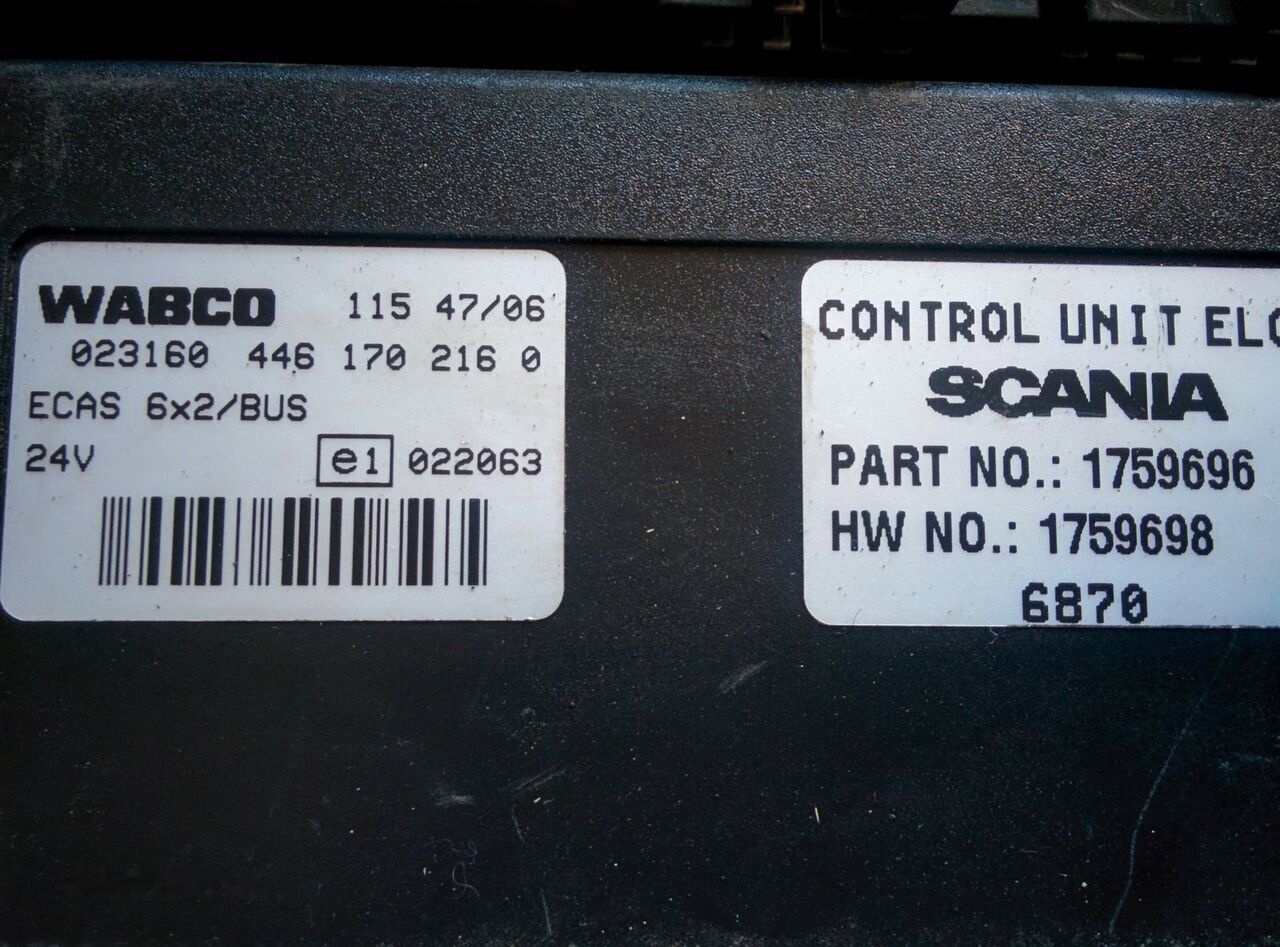 WABCO 115 47/06
023160 446 170 216 0
ECAS 6x2/BUS
24V e1 022063
CONTROL UNIT ELC
SCANIA
PART NO.: 1759696
HW NO.: 1759698
6870